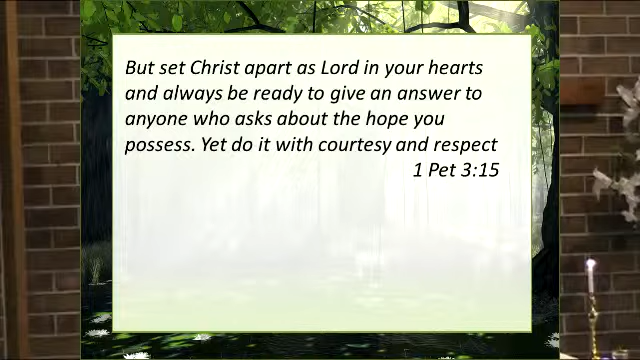 But set Christ apart as Lord in your hearts
and always be ready to give an answer to
anyone who asks about the hope you
possess. Yet do it with courtesy and respect
1 Pet 3:15